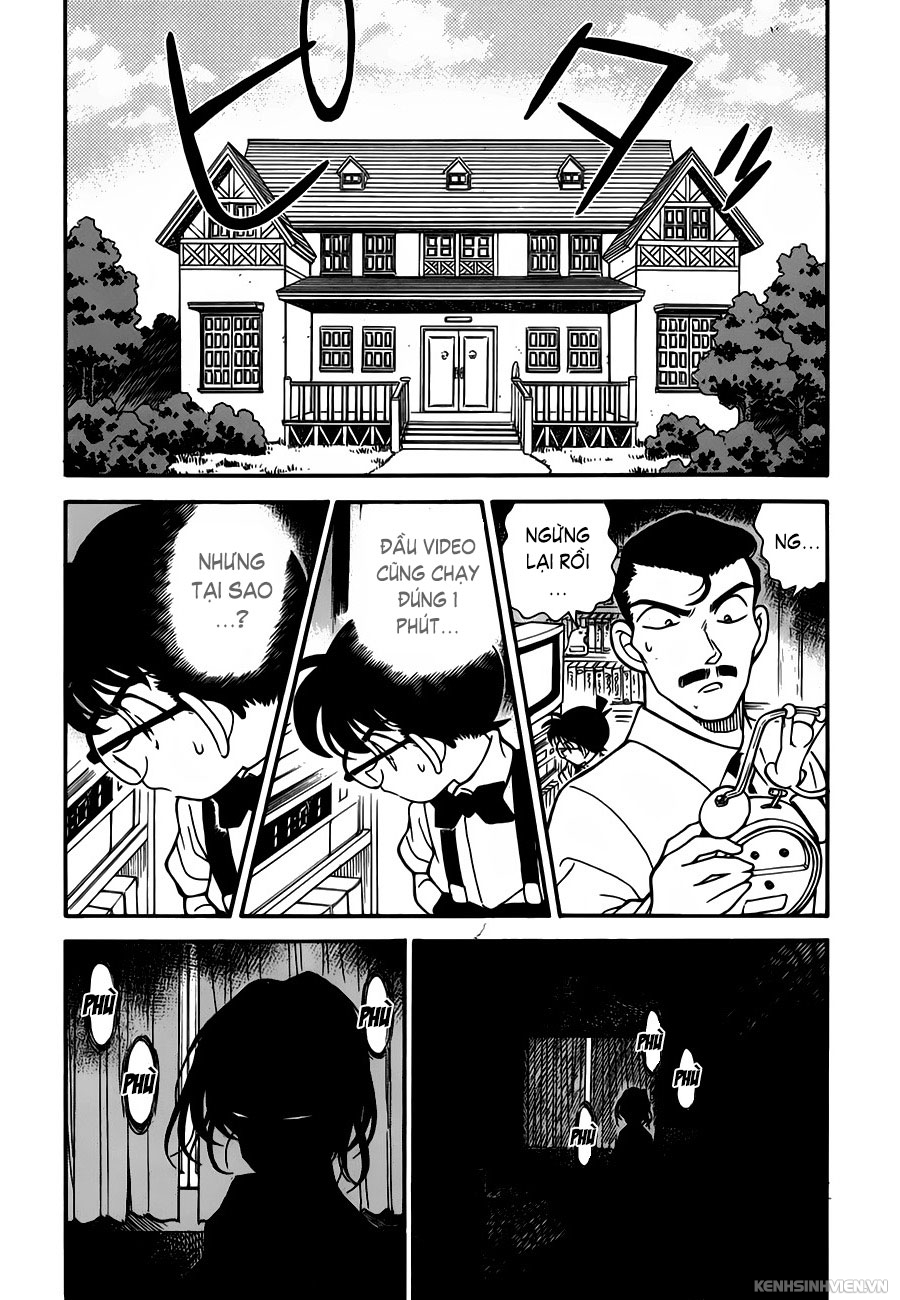 ピタッ
NG...
NGỪNG
LẠI RỒI
...
ĐẦU VIDEO
CŨNG CHẠY
ĐÚNG 1
PHÚT...
NHƯNG
TẠI SAO
...?
PHÙ
PHÙ
PHÙ
PHÙ
PHÙ
PHÙ
KENHSINHVIEN.VN